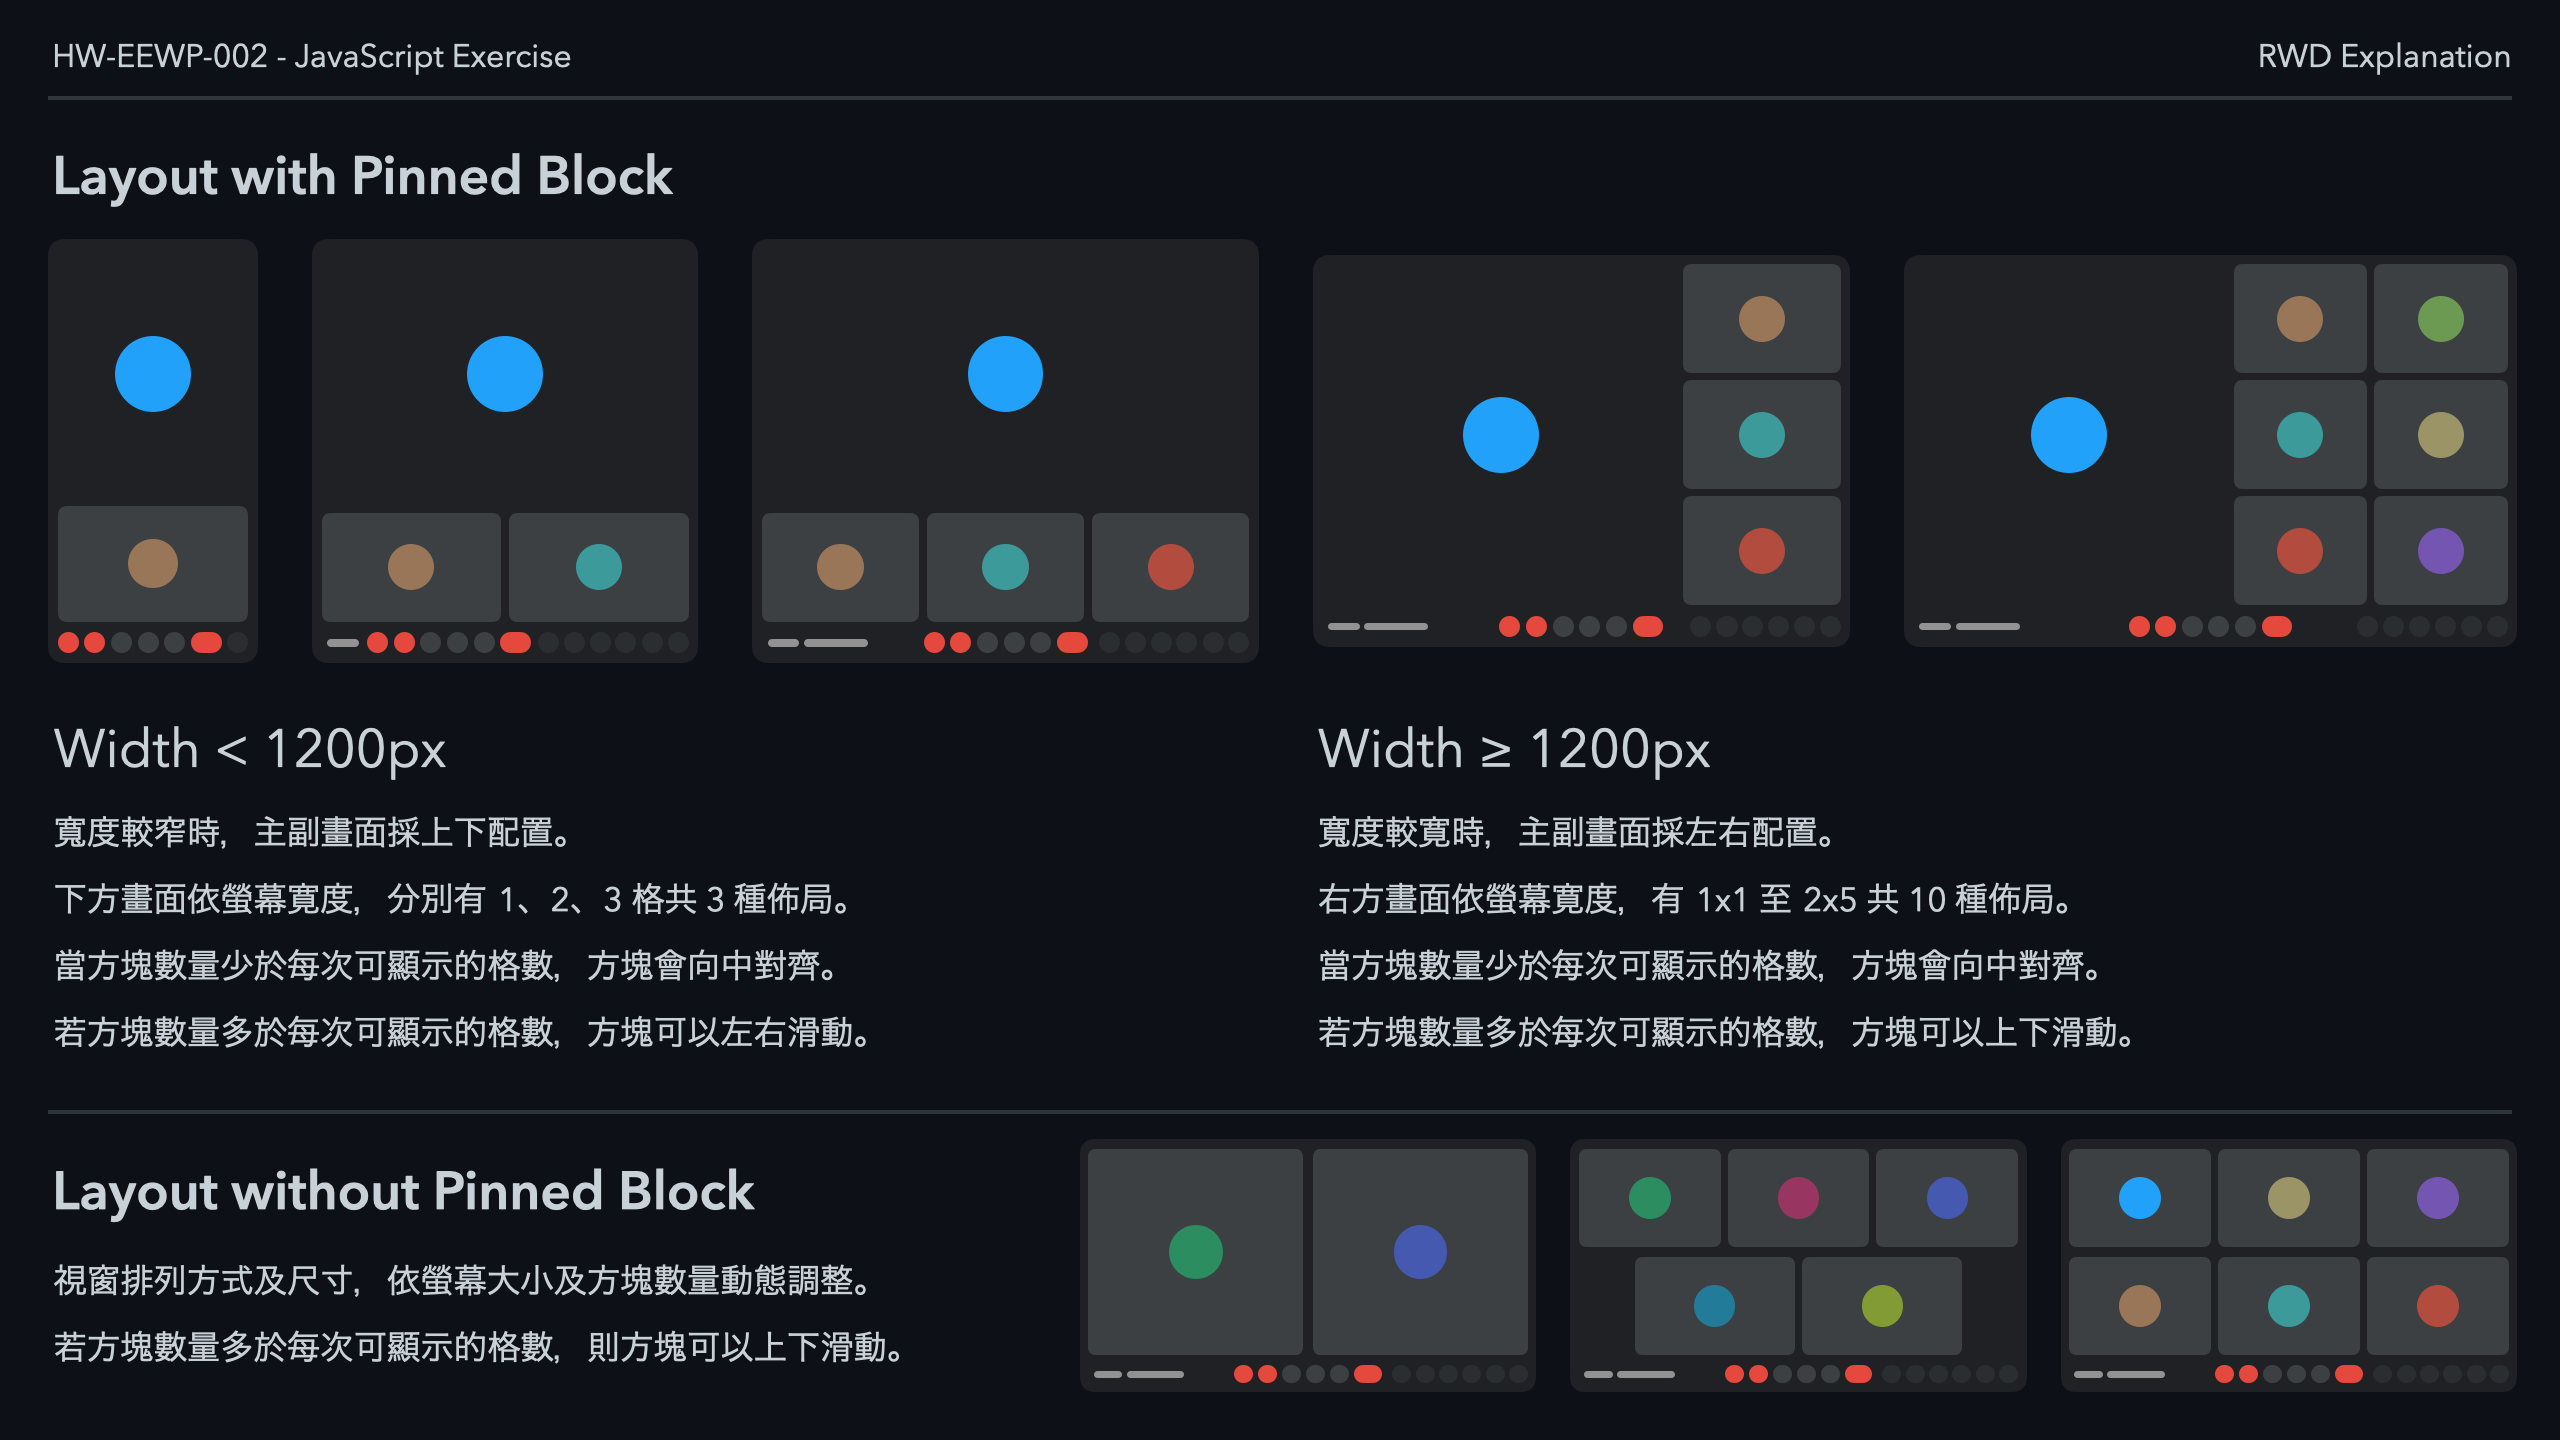 HW-EEWP-002 - JavaScript Exercise
RWD Explanation
Layout with Pinned Block
Width < 1200px
寬度較窄時，主副畫面採上下配置。
下方畫面依螢幕寬度，分別有 1、2、3 格共 3 種佈局。
當方塊數量少於每次可顯示的格數，方塊會向中對齊。
若方塊數量多於每次可顯示的格數，方塊可以左右滑動。
Width ≥ 1200px
寬度較寬時，主副畫面採左右配置。
右方畫面依螢幕寬度，有 1x1 至 2x5 共 10 種佈局。
當方塊數量少於每次可顯示的格數，方塊會向中對齊。
若方塊數量多於每次可顯示的格數，方塊可以上下滑動。
Layout without Pinned Block
視窗排列方式及尺寸，依螢幕大小及方塊數量動態調整。
若方塊數量多於每次可顯示的格數，則方塊可以上下滑動。